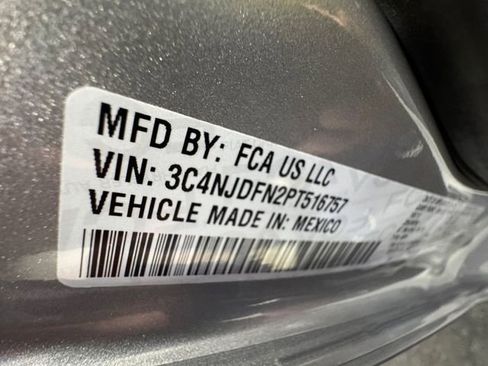 MFD BY: FCA US LLC
VIN: 3C4NJDFN2PT516757
VEHICLE MADE IN: MEXICO